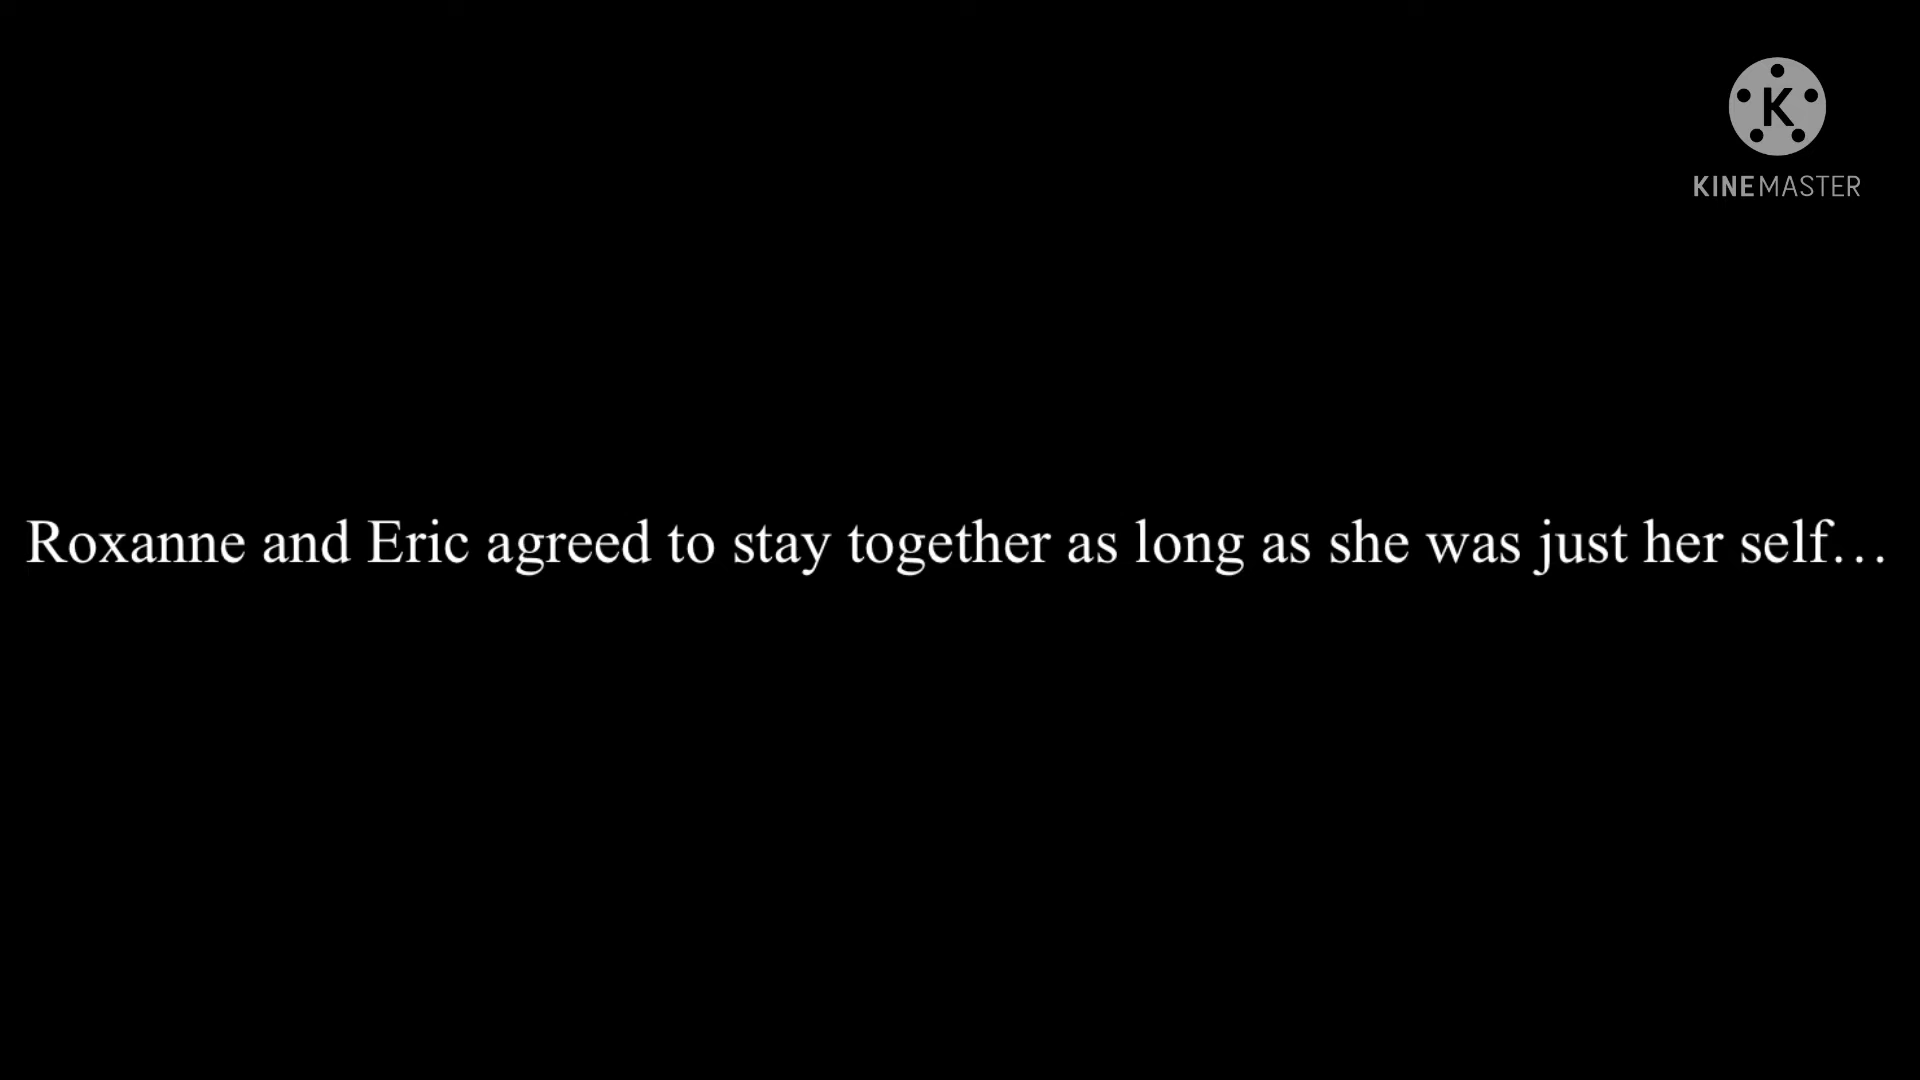 K
KINEMASTER
Roxanne and Eric agreed to stay together as long as she was just her self…